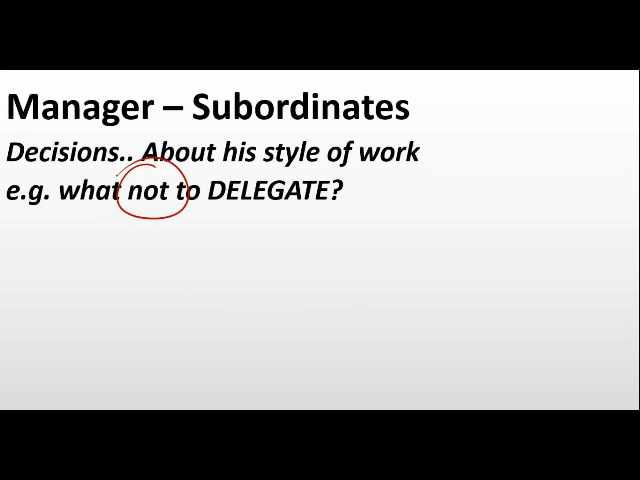 Manager – Subordinates
Decisions.. About his style of work
e.g. what not to DELEGATE?